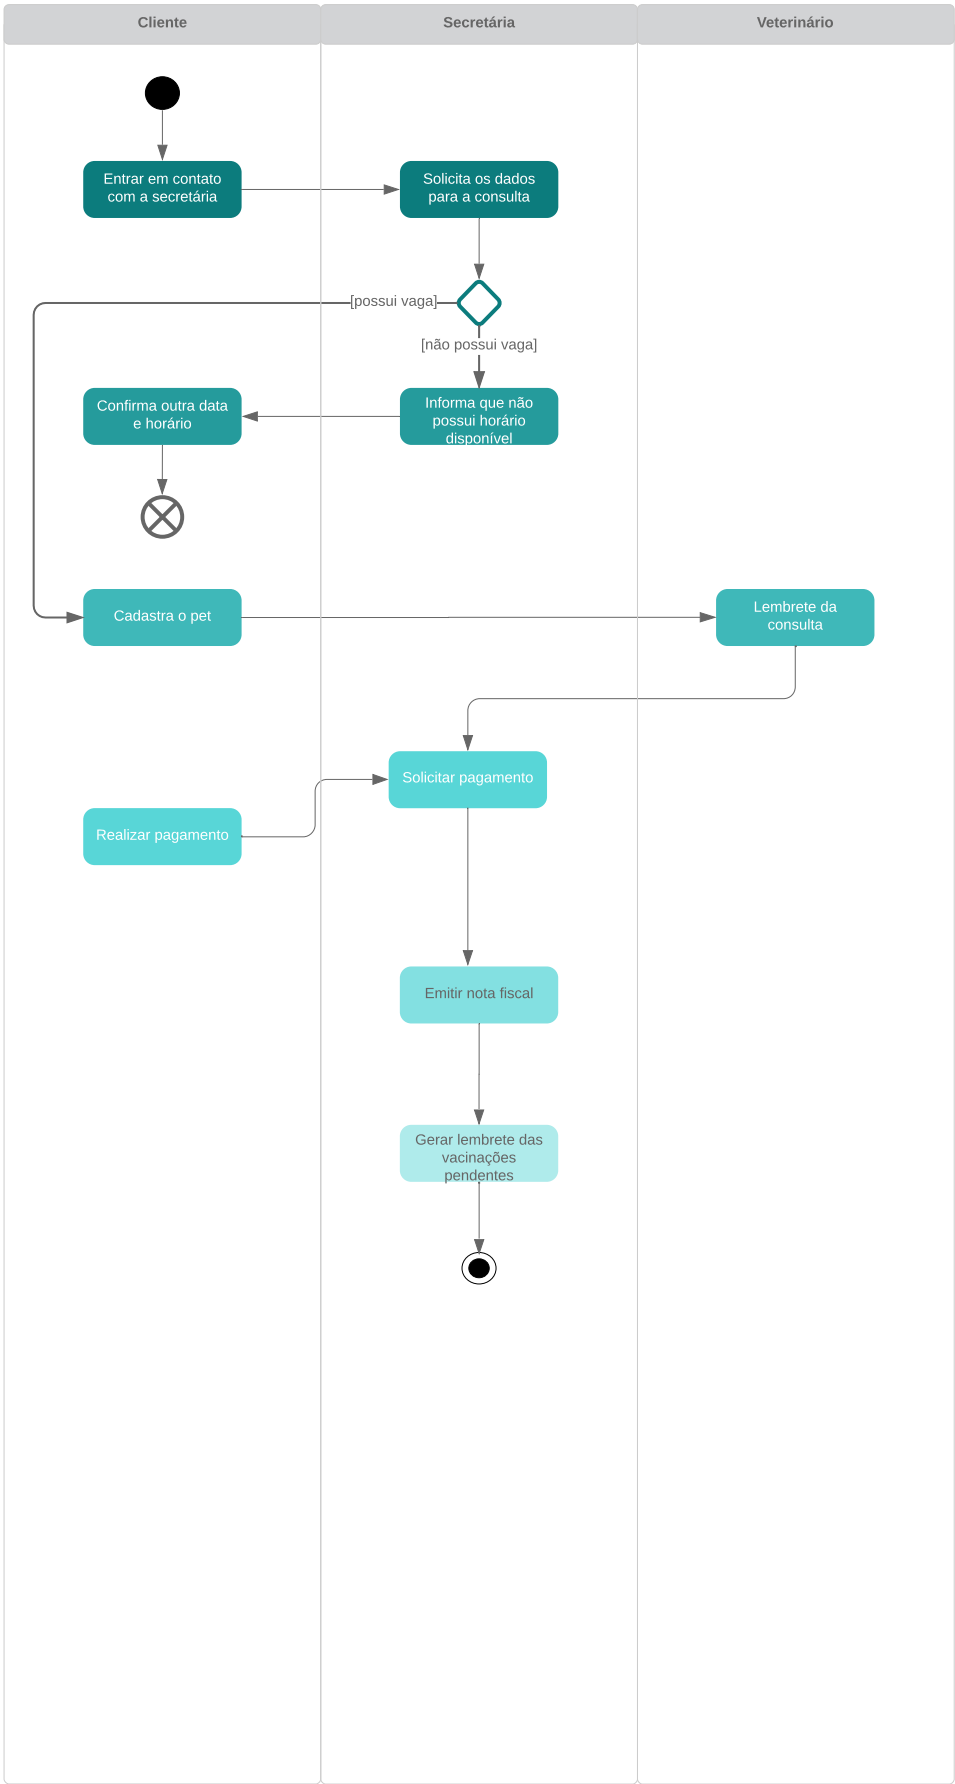 Cliente
Secretária
Veterinário
Entrar em contato
com a secretária
Solicita os dados
para a consulta
[possui vaga]
[não possui vaga]
Confirma outra data
e horário
Informa que não
possui horário
disponível
Cadastra o pet
Lembrete da
consulta
Solicitar pagamento
Realizar pagamento
Emitir nota fiscal
Gerar lembrete das
vacinações
pendentes